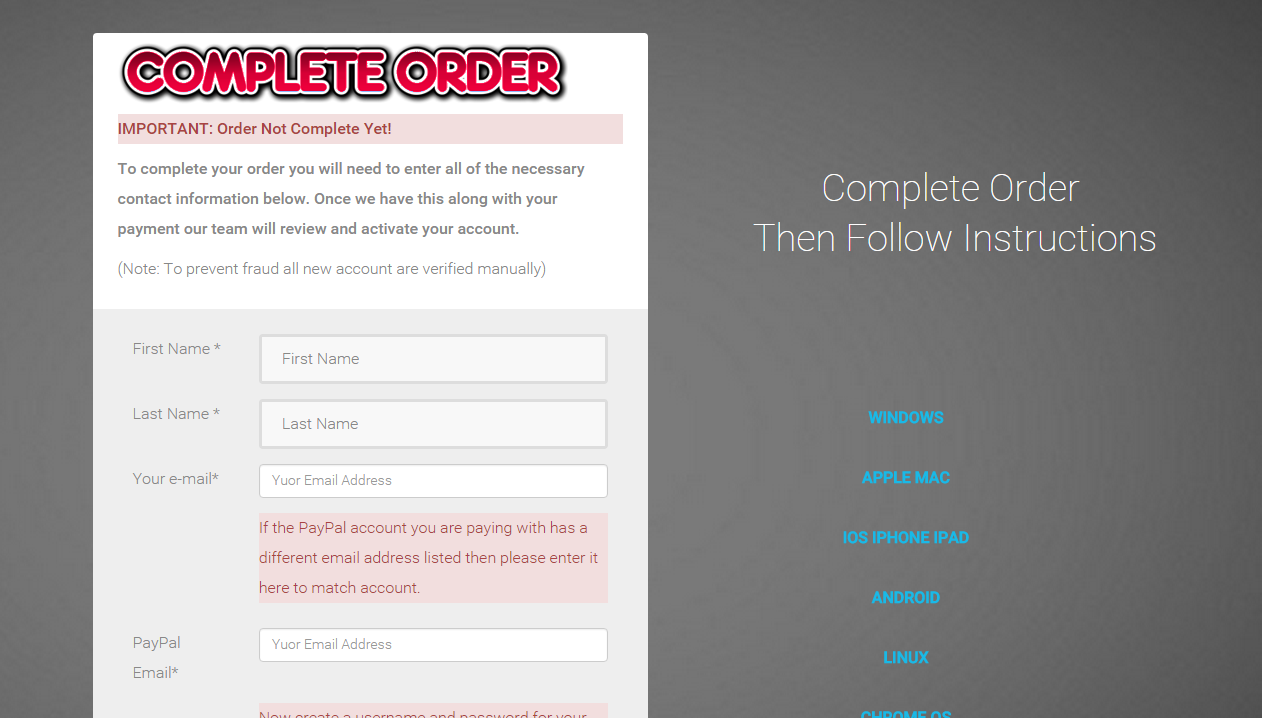 COMPLETE ORDER
IMPORTANT: Order Not Complete Yet!
To complete your order you will need to enter all of the necessary
contact information below. Once we have this along with your
payment our team will review and activate your account.
(Note: To prevent fraud all new account are verified manually)
First Name *
First Name
Last Name *
Last Name
Your e-mail*
Yuor Email Address
If the PayPal account you are paying with has a
different email address listed then please enter it
here to match account.
PayPal
Email*
Yuor Email Address
Now create a username and password for your
Complete Order
Then Follow Instructions
WINDOWS
APPLE MAC
IOS IPHONE IPAD
ANDROID
LINUX
CHROME OS